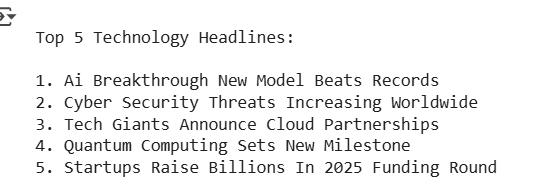 Top 5 Technology Headlines:
1. Ai Breakthrough New Model Beats Records
2. Cyber Security Threats Increasing Worldwide
3. Tech Giants Announce Cloud Partnerships
4. Quantum Computing Sets New Milestone
5. Startups Raise Billions In 2025 Funding Round